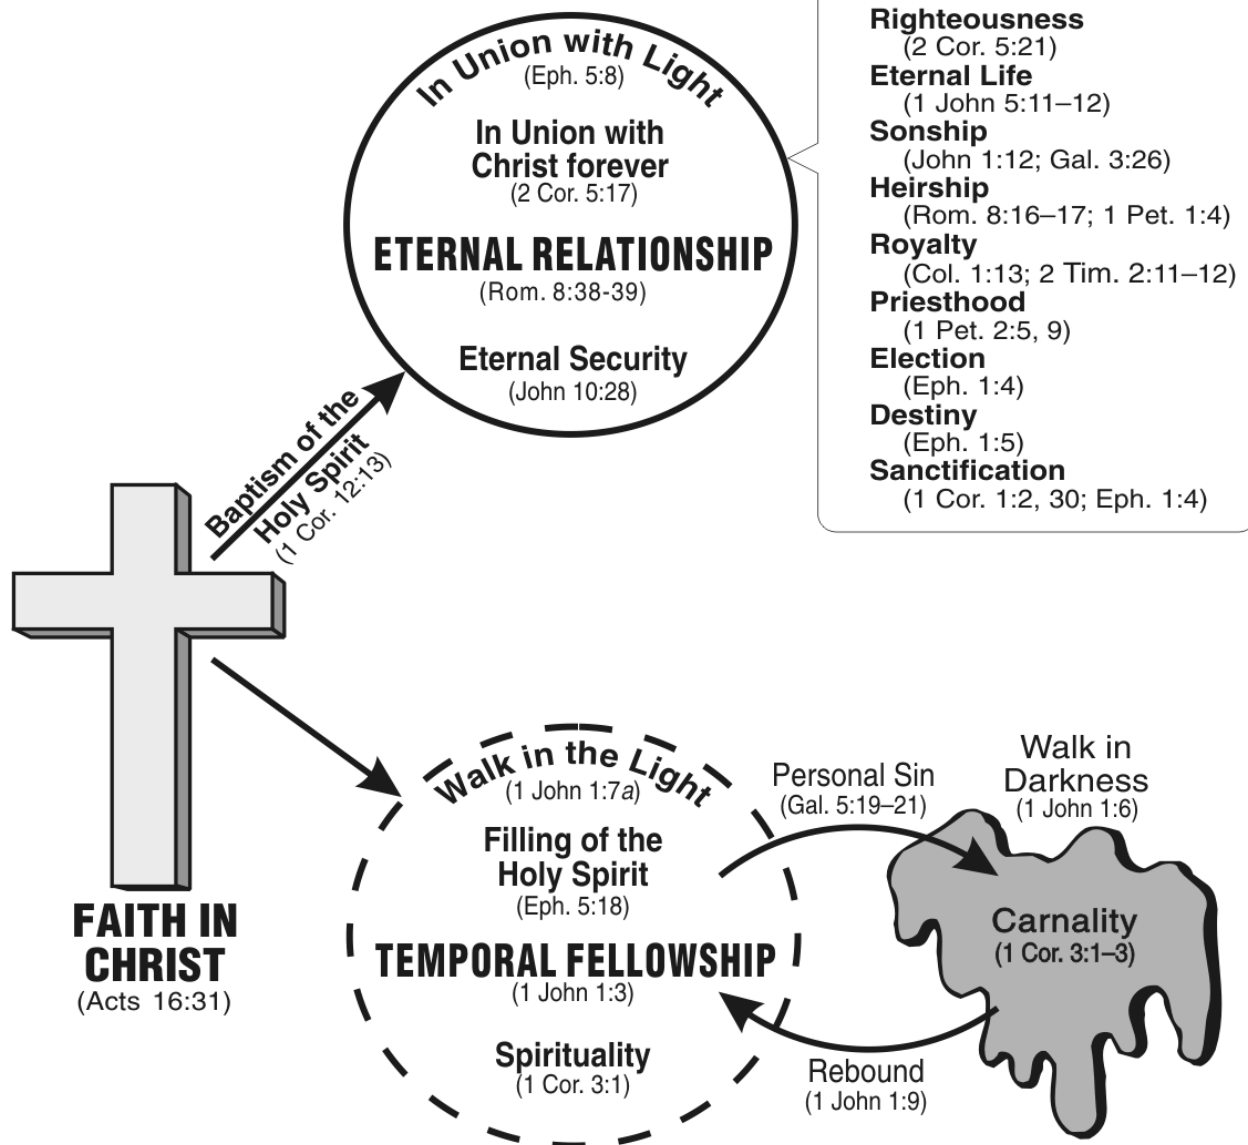 In Union with Light
(Eph. 5:8)
In Union with
Christ forever
(2 Cor. 5:17)
ETERNAL RELATIONSHIP
(Rom. 8:38-39)
Eternal Security
(John 10:28)
Righteousness
(2 Cor. 5:21)
Eternal Life
(1 John 5:11–12)
Sonship
(John 1:12; Gal. 3:26)
Heirship
(Rom. 8:16–17; 1 Pet. 1:4)
Royalty
(Col. 1:13; 2 Tim. 2:11–12)
Priesthood
(1 Pet. 2:5, 9)
Election
(Eph. 1:4)
Destiny
(Eph. 1:5)
Sanctification
(1 Cor. 1:2, 30; Eph. 1:4)
Baptism of the
Holy Spirit
(1 Cor. 12:13)
FAITH IN
CHRIST
(Acts 16:31)
Walk in the Light
(1 John 1:7a)
Filling of the
Holy Spirit
(Eph. 5:18)
TEMPORAL FELLOWSHIP
(1 John 1:3)
Spirituality
(1 Cor. 3:1)
Personal Sin
(Gal. 5:19–21)
Walk in
Darkness
(1 John 1:6)
Carnality
(1 Cor. 3:1–3)
Rebound
(1 John 1:9)